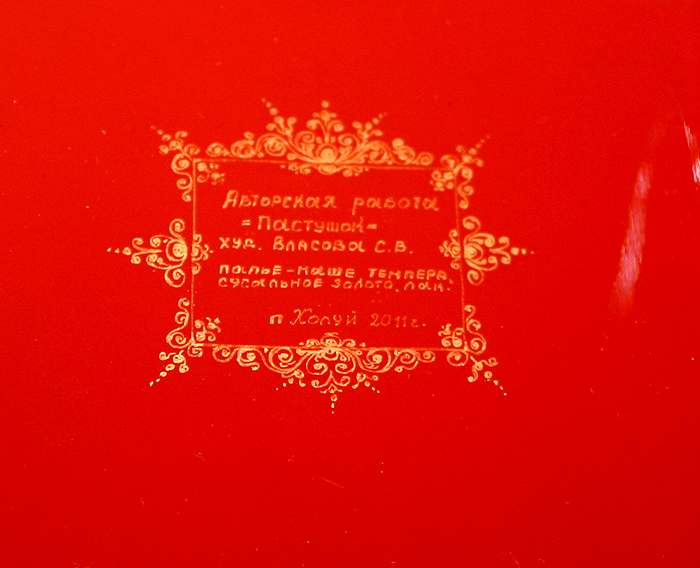 Авторская работа
=Пастушок=
худ. Власова С.В.
папье-маше, темпера,
сусальное золото, лак.
п Холуй 2011г.